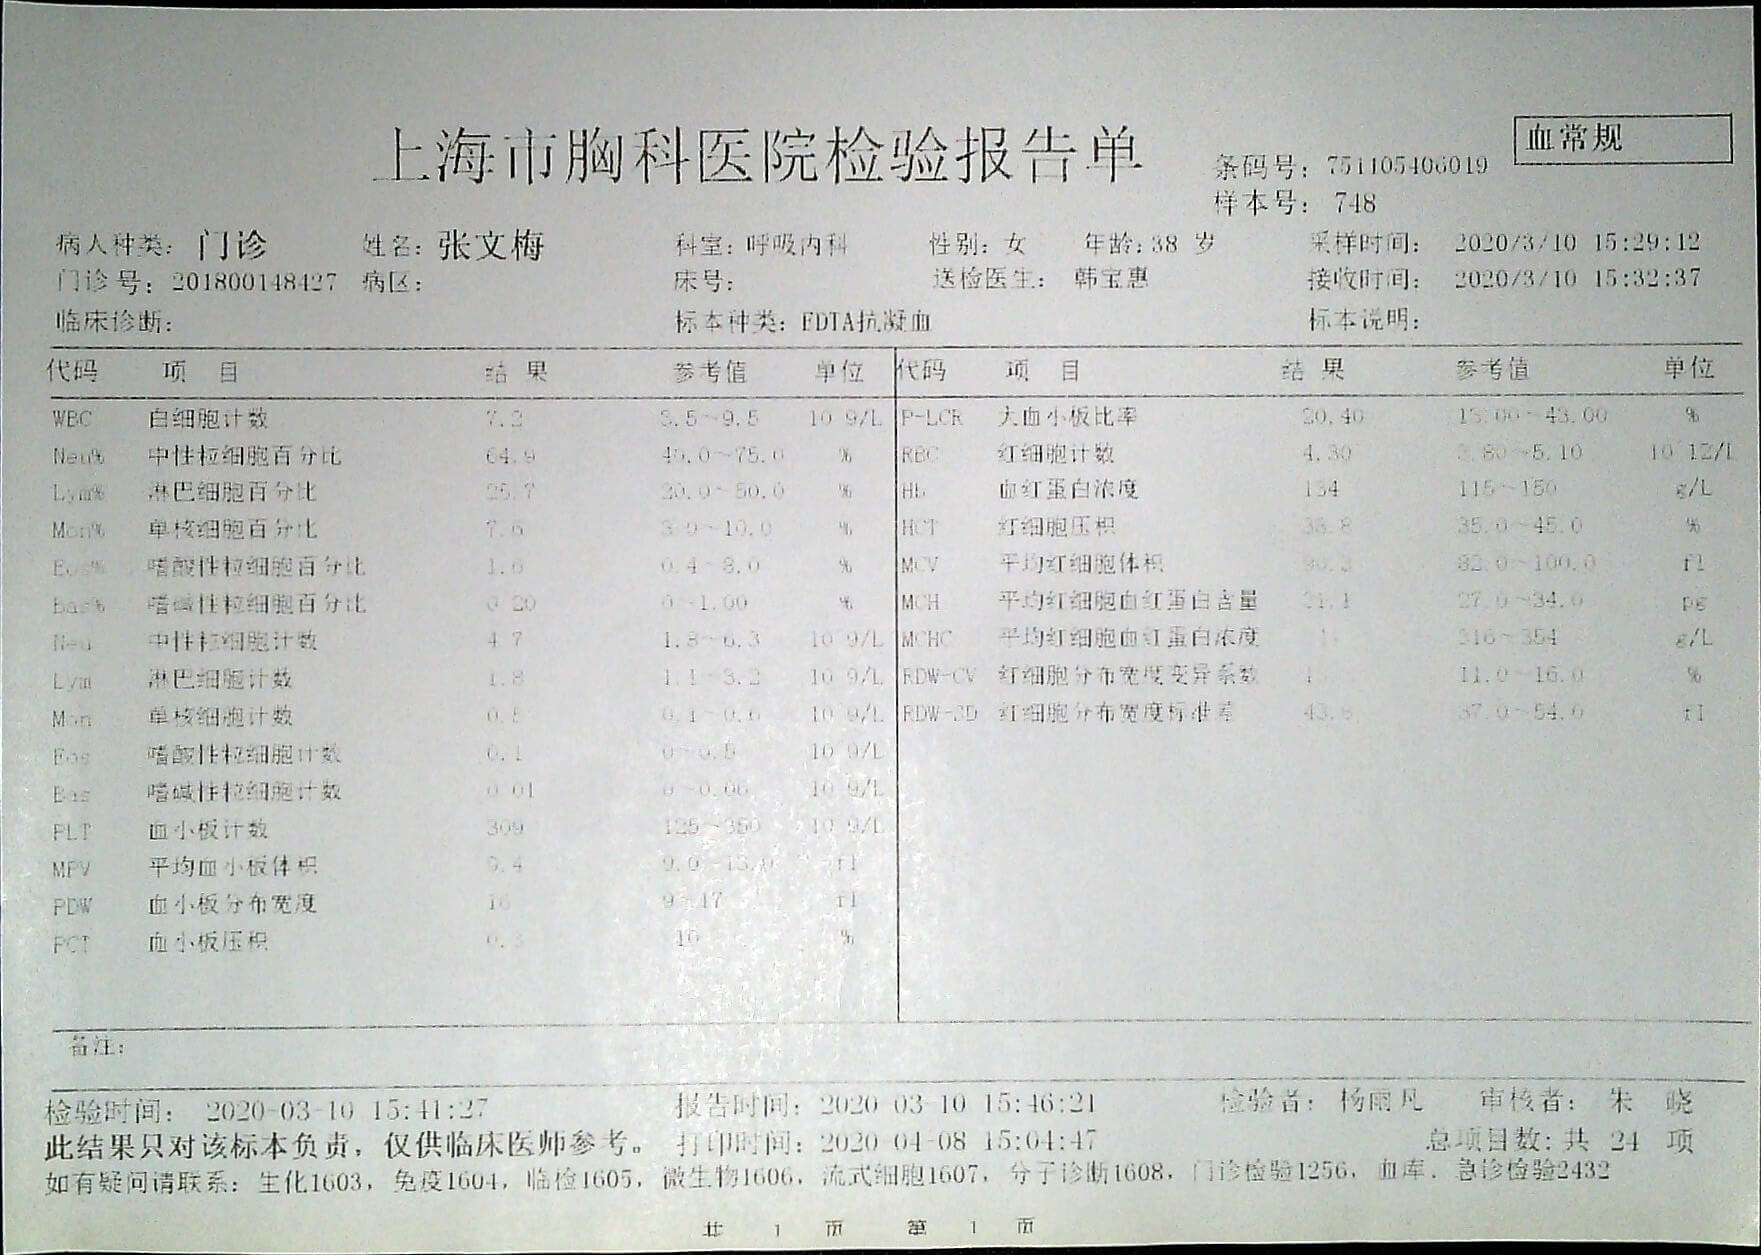 上海市胸科医院检验报告单
血常规
条码号：751105406019
样本号：748
病人种类：门诊 姓名：张文梅 科室：呼吸内科 性别：女 年龄：38 岁 采样时间：2020/3/10 15:29:12
门诊号：201800148427 病区： 床号： 送检医生：韩宝惠 接收时间：2020/3/10 15:32:37
临床诊断： 标本种类：EDTA抗凝血 标本说明：
代码 项 目 结 果 参考值 单位 代码 项 目 结 果 参考值 单位
WBC 白细胞计数 7.2 3.5~9.5 10 9/L P-LCR 大血小板比率 20.40 13.00~43.00 %
Neu% 中性粒细胞百分比 64.9 40.0~75.0 % RBC 红细胞计数 4.30 3.80~5.10 10 12/L
Lym% 淋巴细胞百分比 25.7 20.0~50.0 % Hb 血红蛋白浓度 134 115~150 g/L
Mon% 单核细胞百分比 7.6 3.0~10.0 % HCT 红细胞压积 38.8 35.0~45.0 %
Eos% 嗜酸性粒细胞百分比 1.6 0.4~8.0 % MCV 平均红细胞体积 90.2 82.0~100.0 fl
Bas% 嗜碱性粒细胞百分比 0.20 0~1.00 % MCH 平均红细胞血红蛋白含量 31.1 27.0~34.0 pg
Neu 中性粒细胞计数 4.7 1.8~6.3 10 9/L MCHC 平均红细胞血红蛋白浓度 316~354 g/L
Lym 淋巴细胞计数 1.8 1.1~3.2 10 9/L RDW-CV 红细胞分布宽度变异系数 11.0~16.0 %
Mon 单核细胞计数 0.5 0.1~0.6 10 9/L RDW-SD 红细胞分布宽度标准差 43.8 37.0~54.0 fl
Eos 嗜酸性粒细胞计数 0.1 0~0.5 10 9/L
Bas 嗜碱性粒细胞计数 0.01 0~0.06 10 9/L
PLT 血小板计数 309 125~350 10 9/L
MPV 平均血小板体积 9.4 9.0~13.0 fl
PDW 血小板分布宽度 16 9~17 fl
PCT 血小板压积 0.3 %
备注：
检验时间：2020-03-10 15:41:27 报告时间：2020-03-10 15:46:21 检验者：杨雨凡 审核者：朱 晓
此结果只对该标本负责，仅供临床医师参考。 打印时间：2020-04-08 15:04:47 总项目数：共 24 项
如有疑问请联系：生化1603，免疫1604，临检1605，微生物1606，流式细胞1607，分子诊断1608，门诊检验1256，血库．急诊检验2432
共 1 页 第 1 页